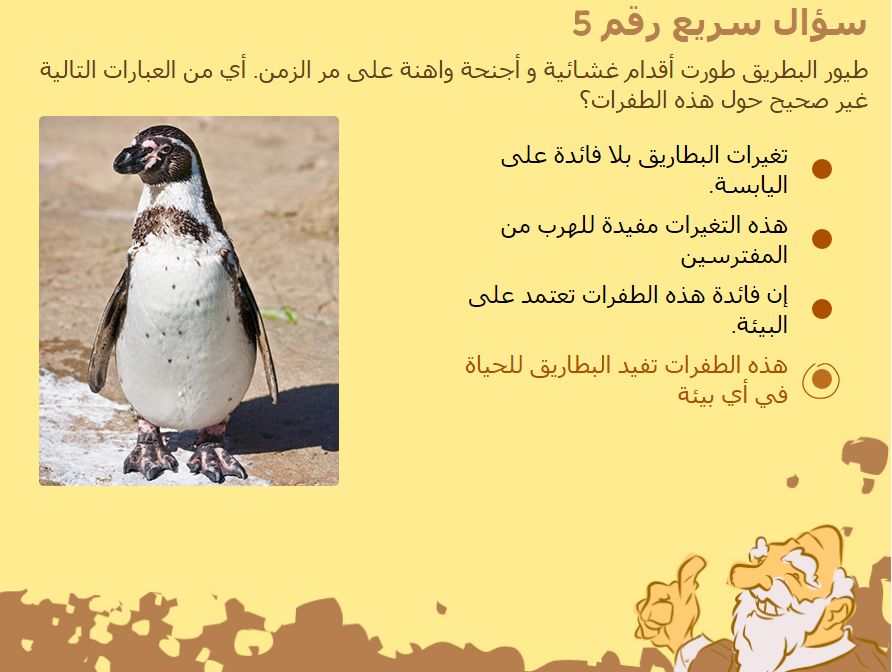 سؤال سريع رقم 5
طيور البطريق طورت أقدام غشائية و أجنحة واهنة على مر الزمن. أي من العبارات التالية
غير صحيح حول هذه الطفرات؟
تغيرات البطاريق بلا فائدة على
اليابسة.
هذه التغيرات مفيدة للهرب من
المفترسين
إن فائدة هذه الطفرات تعتمد على
البيئة.
هذه الطفرات تفيد البطاريق للحياة
في أي بيئة